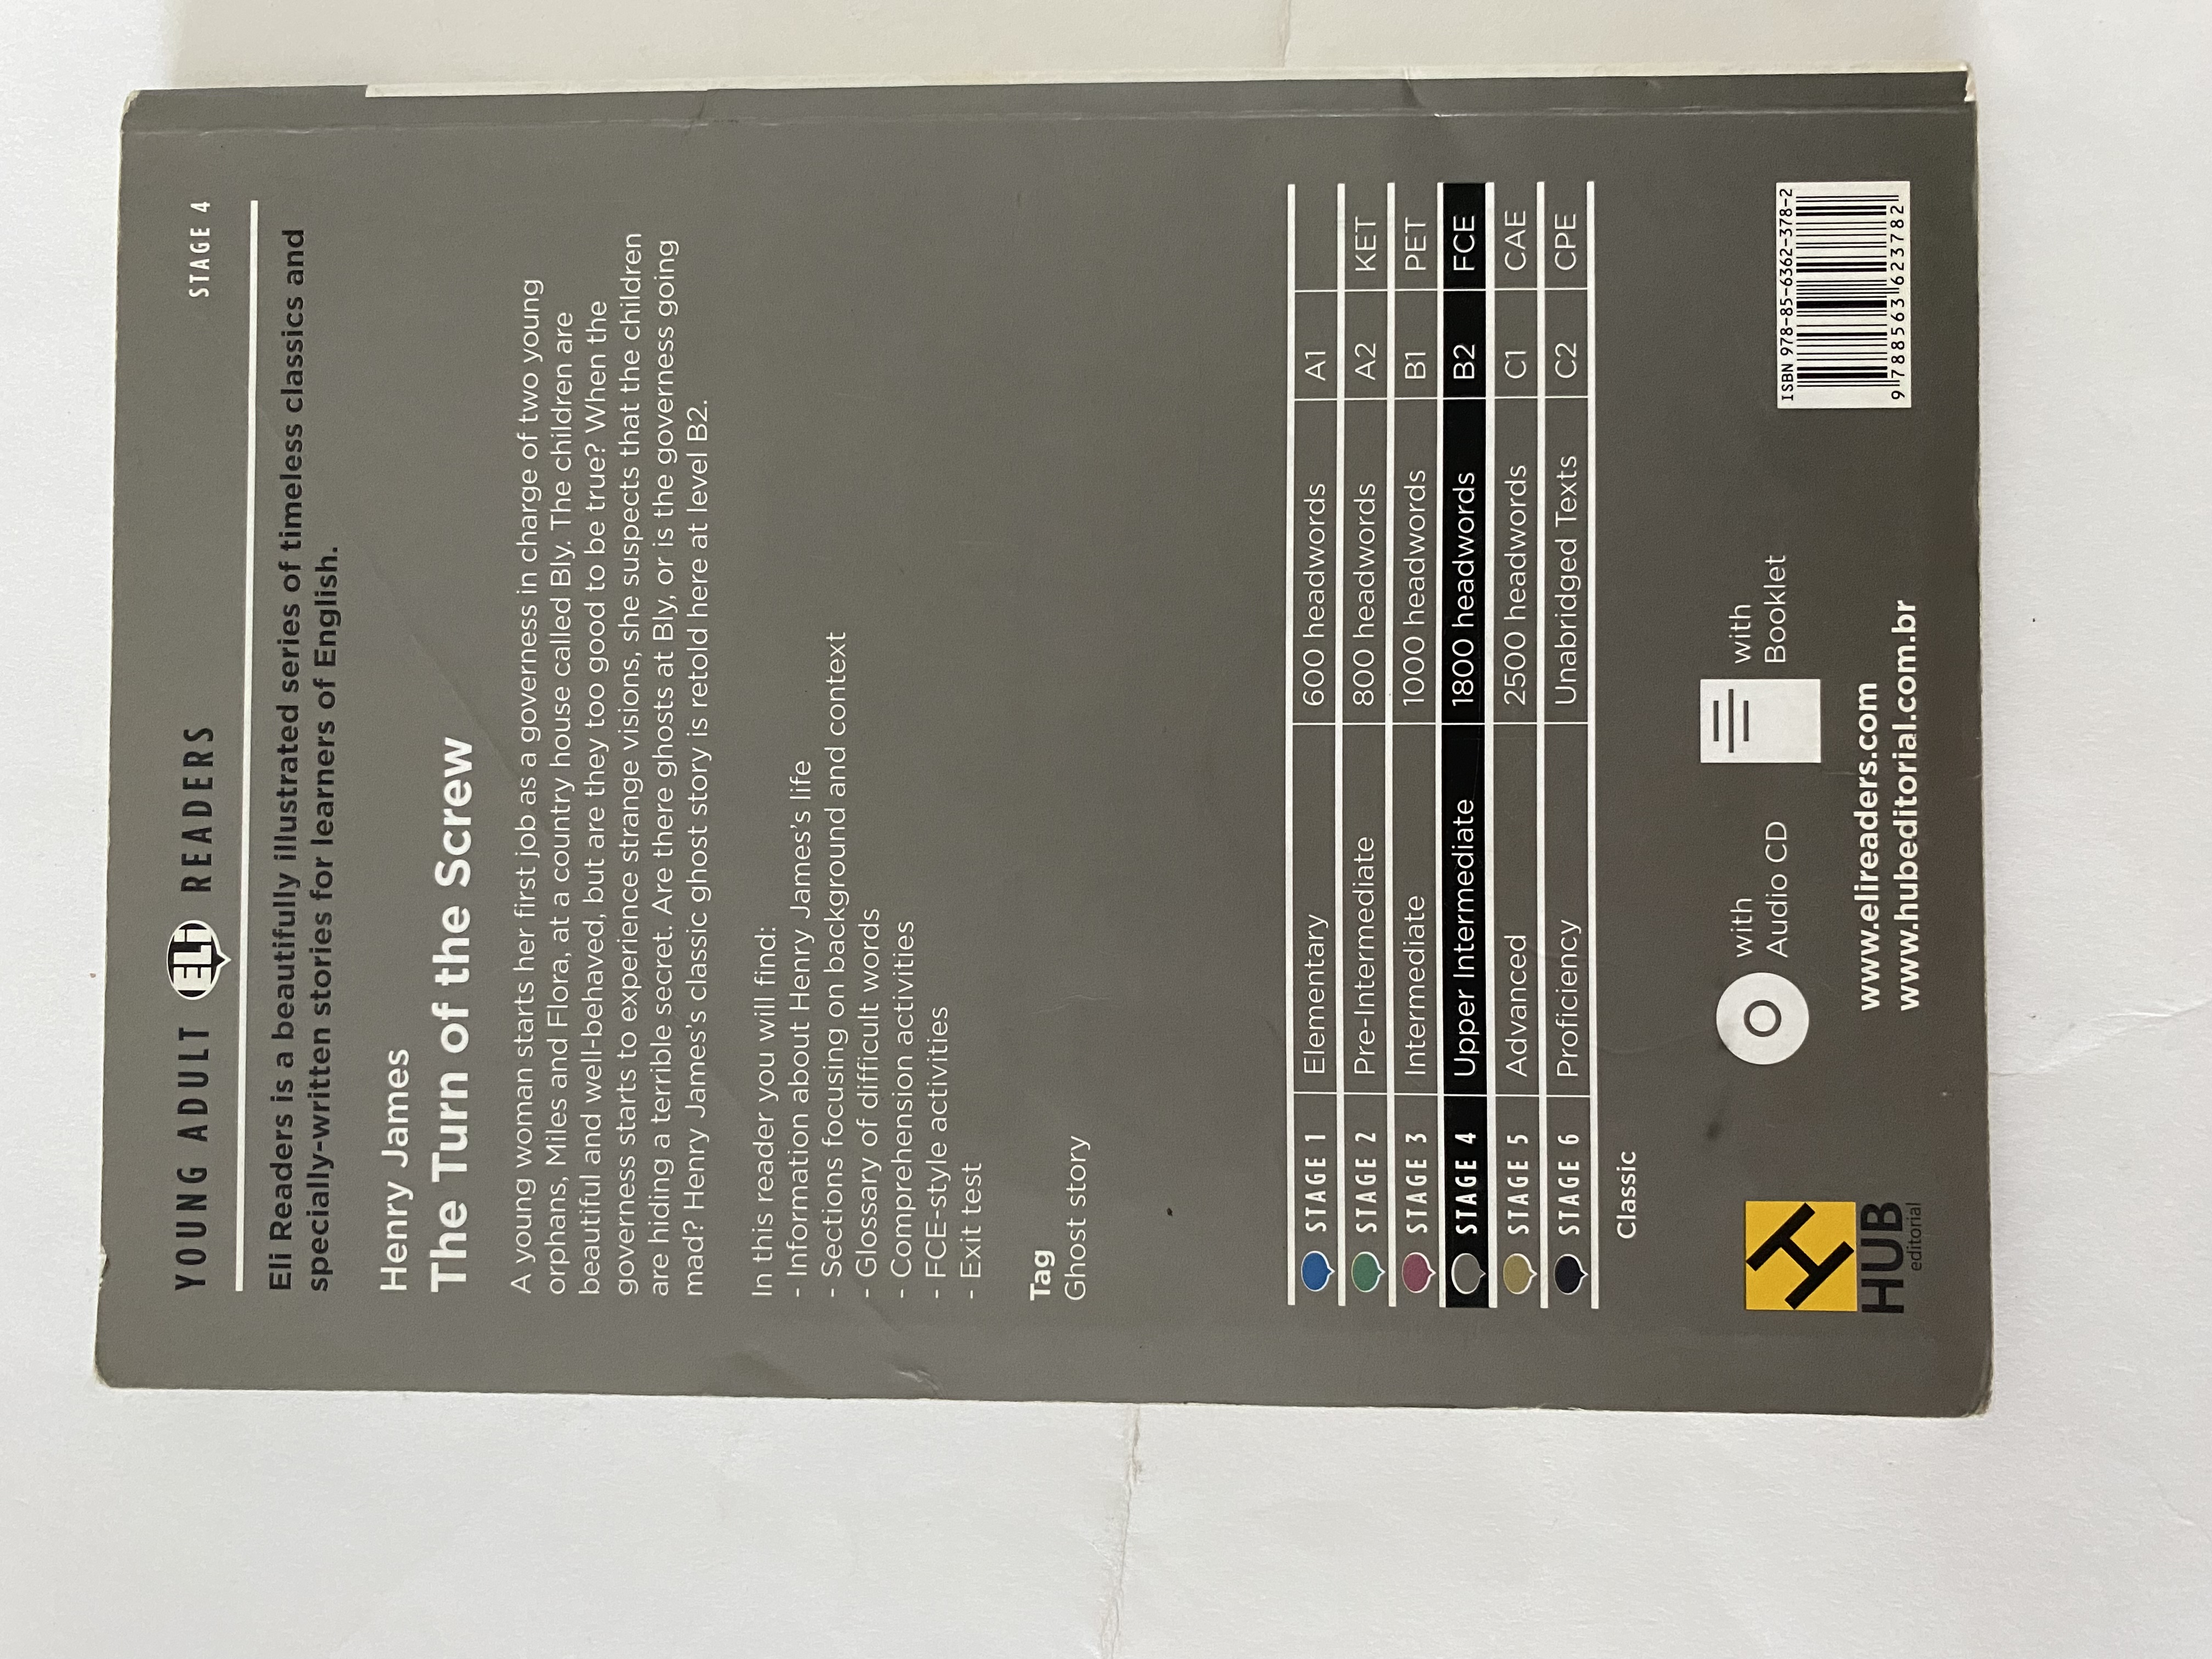 YOUNG ADULT ELi READERS
STAGE 4
Eli Readers is a beautifully illustrated series of timeless classics and
specially-written stories for learners of English.
Henry James
The Turn of the Screw
A young woman starts her first job as a governess in charge of two young
orphans, Miles and Flora, at a country house called Bly. The children are
beautiful and well-behaved, but are they too good to be true? When the
governess starts to experience strange visions, she suspects that the children
are hiding a terrible secret. Are there ghosts at Bly, or is the governess going
mad? Henry James's classic ghost story is retold here at level B2.
In this reader you will find:
- Information about Henry James's life
- Sections focusing on background and context
- Glossary of difficult words
- Comprehension activities
- FCE-style activities
- Exit test
Tag
Ghost story
STAGE 1 Elementary 600 headwords A1
STAGE 2 Pre-Intermediate 800 headwords A2 KET
STAGE 3 Intermediate 1000 headwords B1 PET
STAGE 4 Upper Intermediate 1800 headwords B2 FCE
STAGE 5 Advanced 2500 headwords C1 CAE
STAGE 6 Proficiency Unabridged Texts C2 CPE
Classic
H
HUB
editorial
with
Audio CD
with
Booklet
www.elireaders.com
www.hubeditorial.com.br
ISBN 978-85-6362-378-2
9 788563 623782